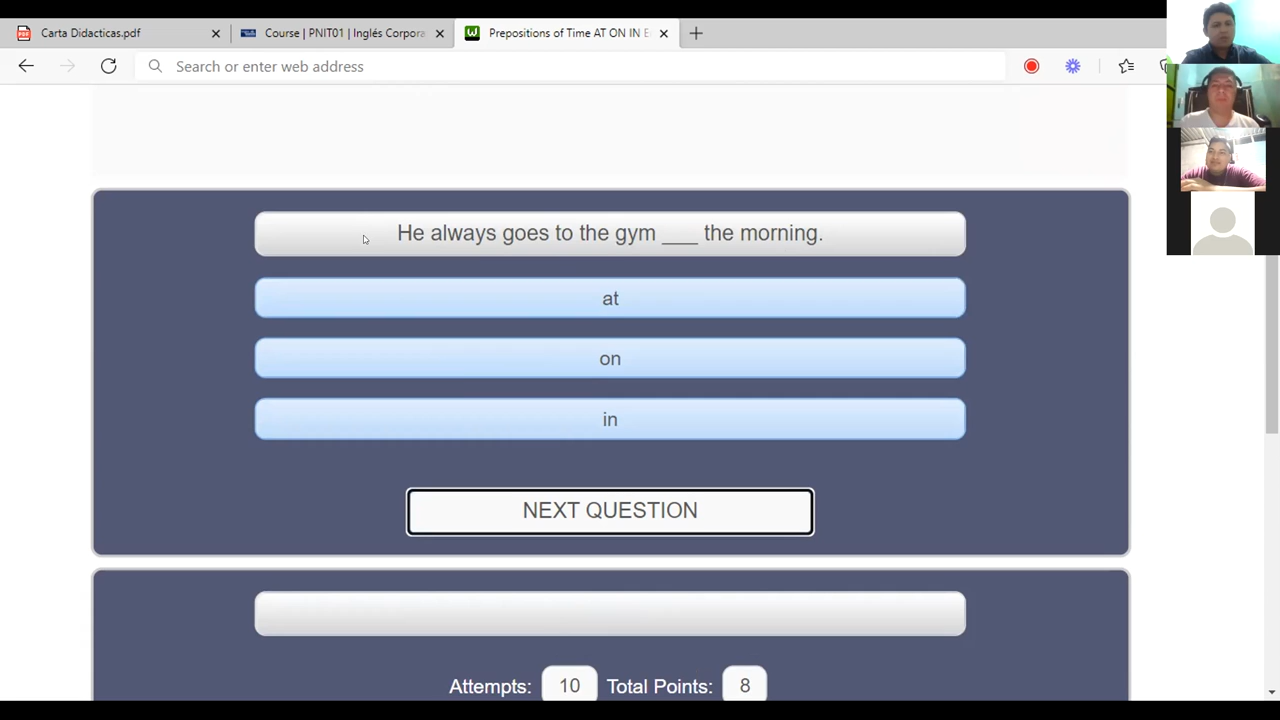 Carta Didacticas.pdf
Course | PNIT01 | Inglés Corpora
Prepositions of Time AT ON IN E
Search or enter web address
He always goes to the gym ___ the morning.
at
on
in
NEXT QUESTION
Attempts: 10 Total Points: 8